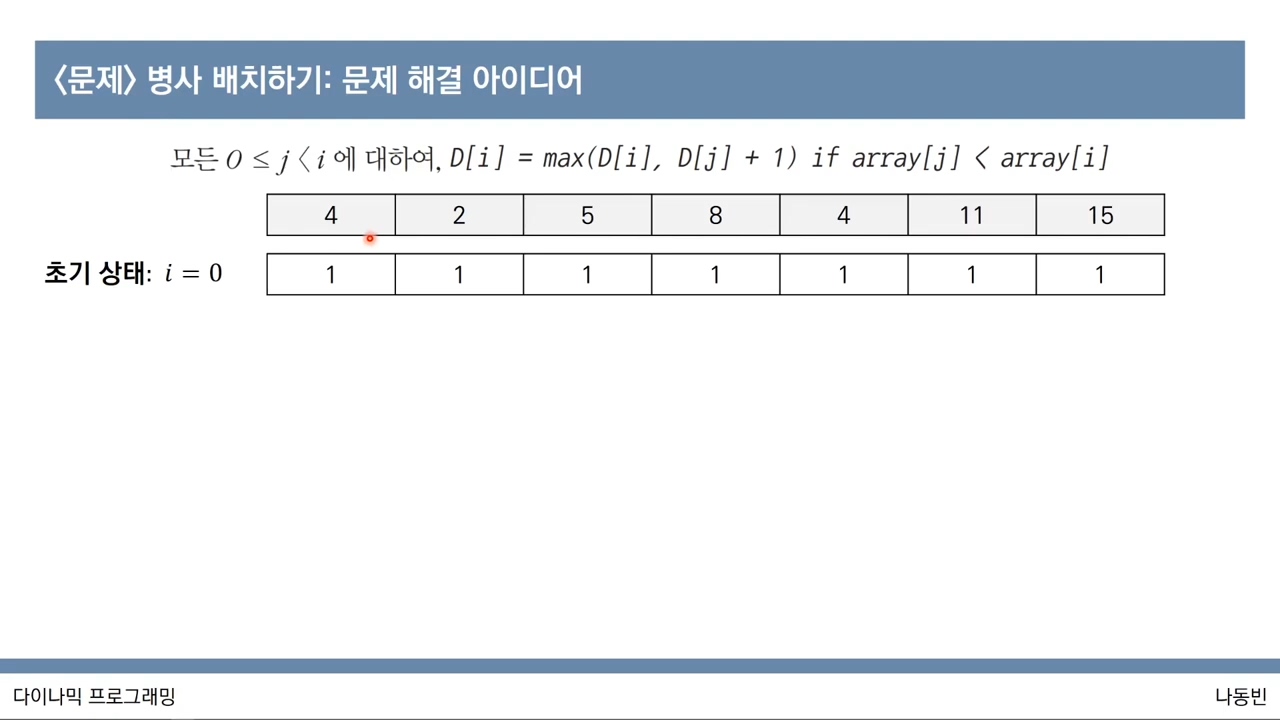 〈문제〉 병사 배치하기: 문제 해결 아이디어
모든 0 ≤ j < i 에 대하여, D[i] = max(D[i], D[j] + 1) if array[j] < array[i]
4 2 5 8 4 11 15
초기 상태: i = 0 1 1 1 1 1 1 1
다이나믹 프로그래밍 나동빈